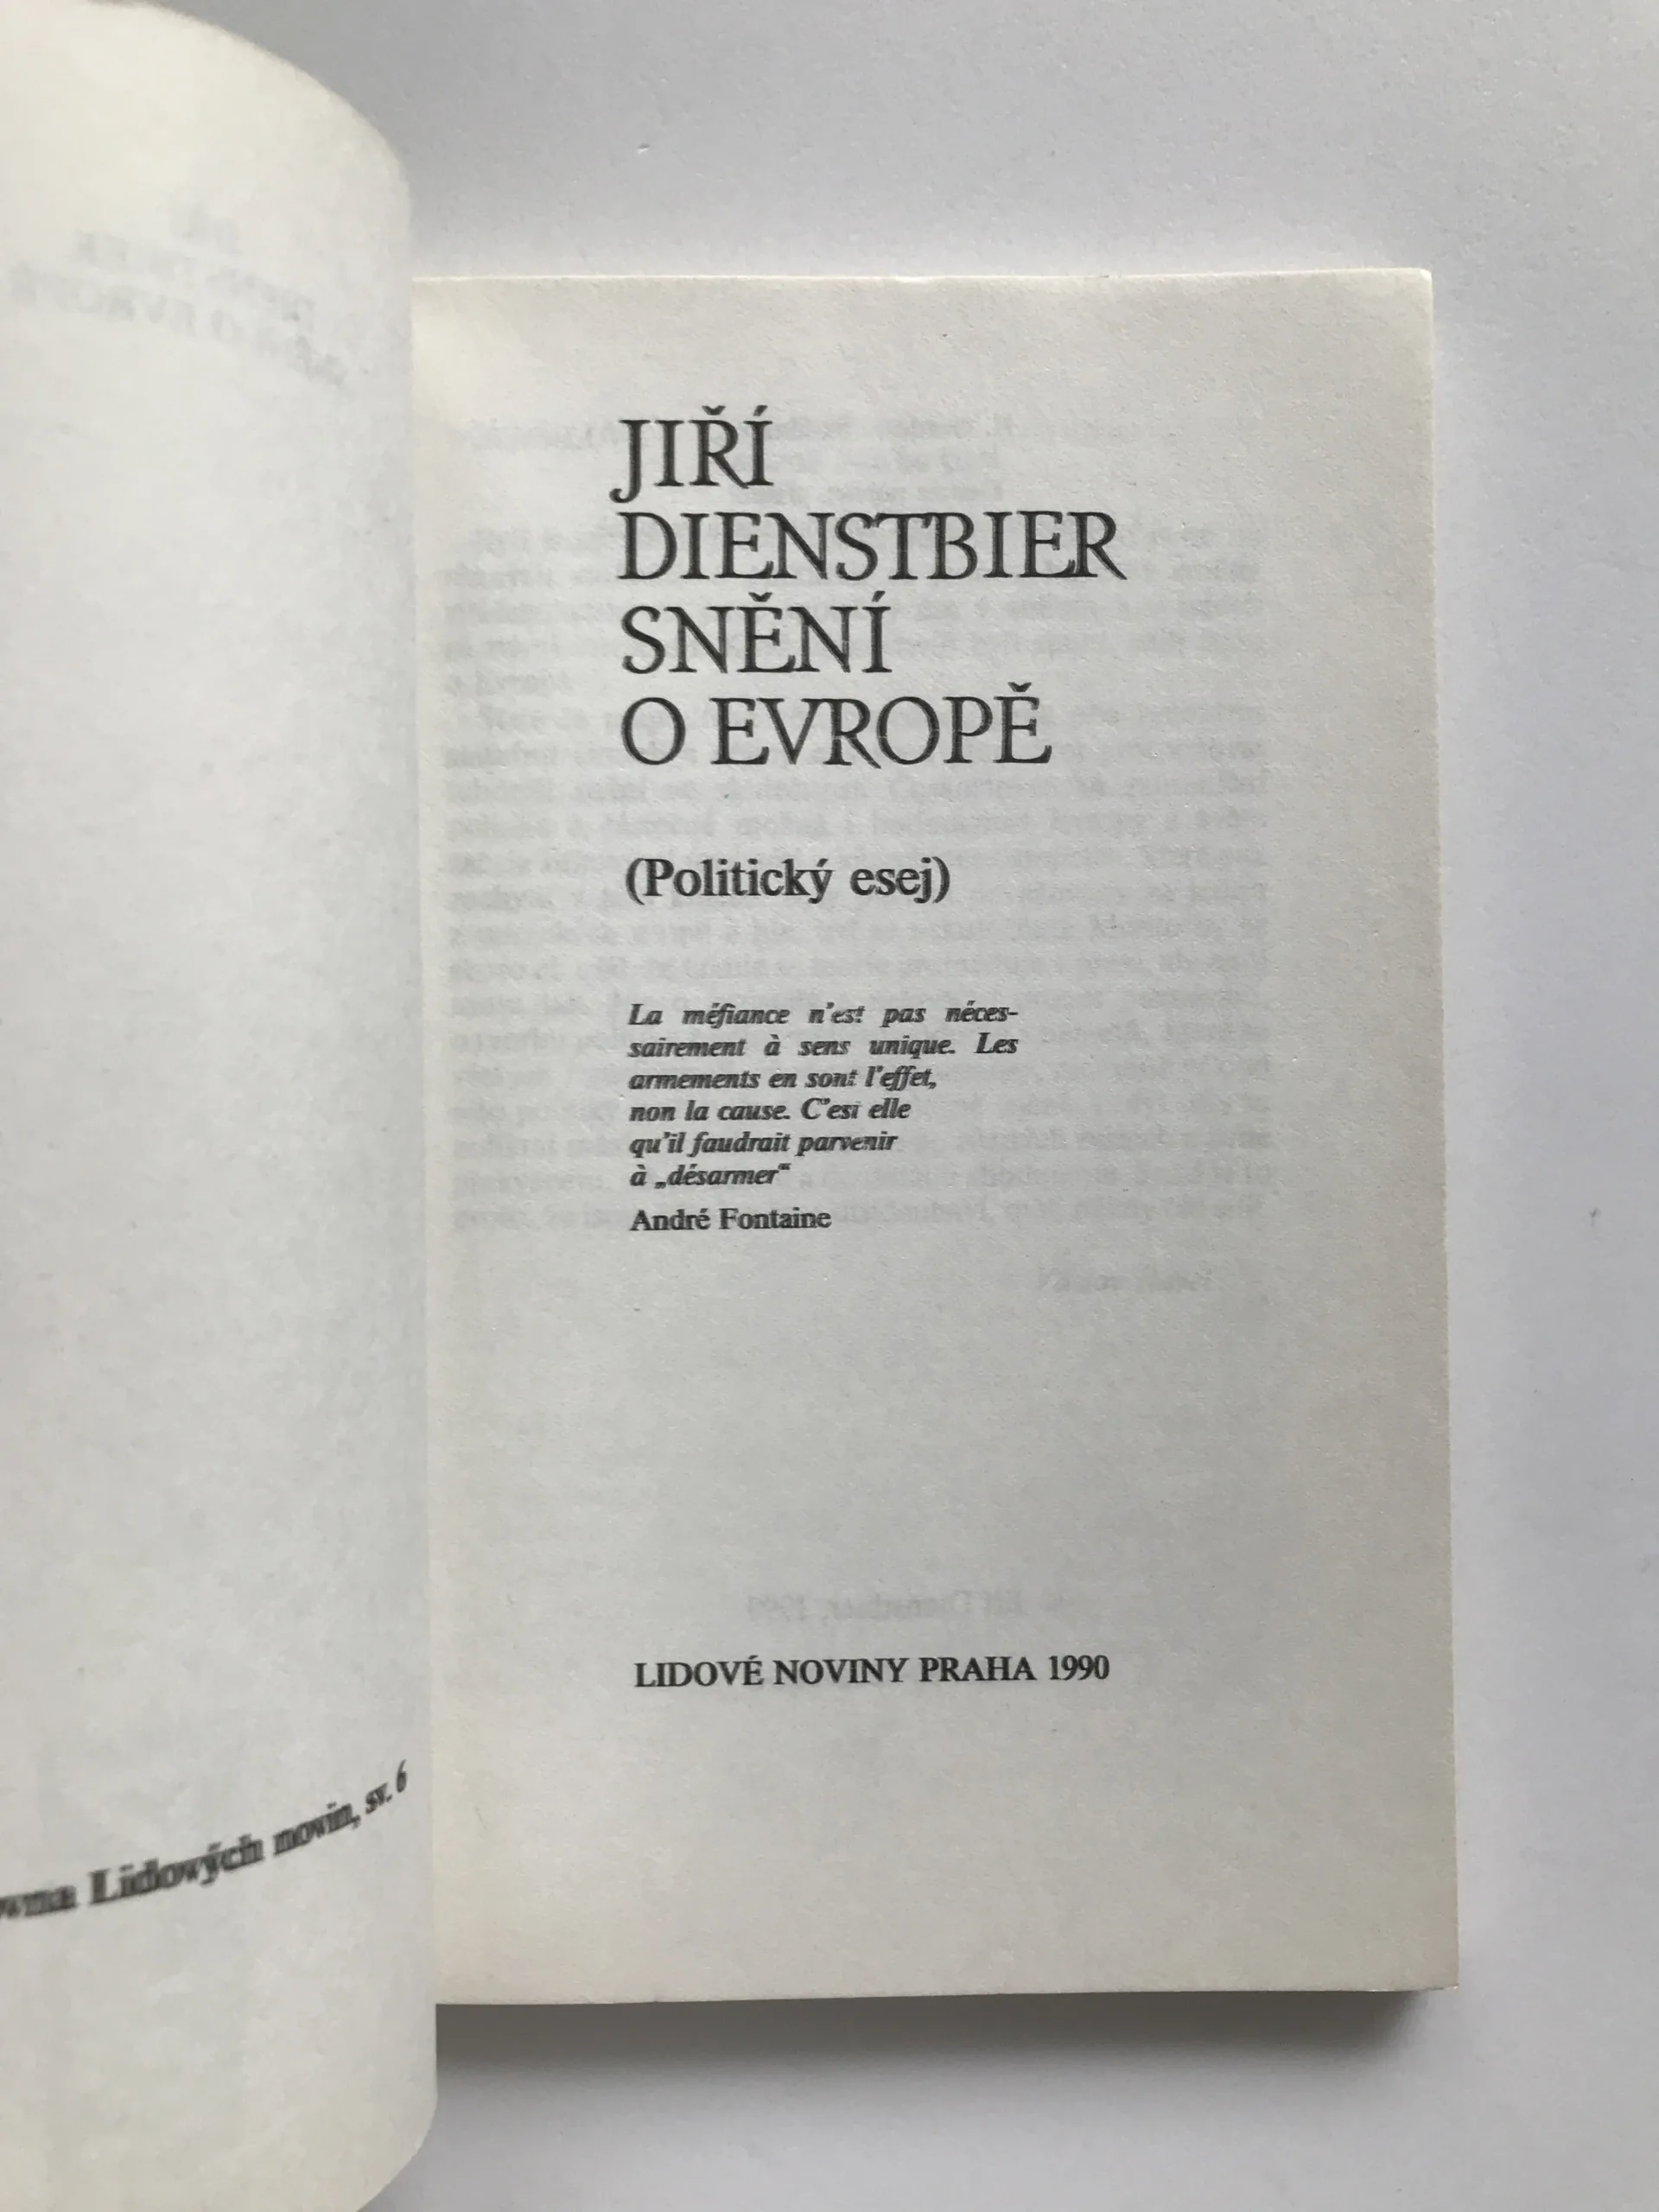 Lidových novin, sv. 6
JIŘÍ
DIENSTBIER
SNĚNÍ
O EVROPĚ
(Politický esej)
La méfiance n'est pas néces-
sairement à sens unique. Les
armements en sont l'effet,
non la cause. C'est elle
qu'il faudrait parvenir
à „désarmer“
André Fontaine
LIDOVÉ NOVINY PRAHA 1990